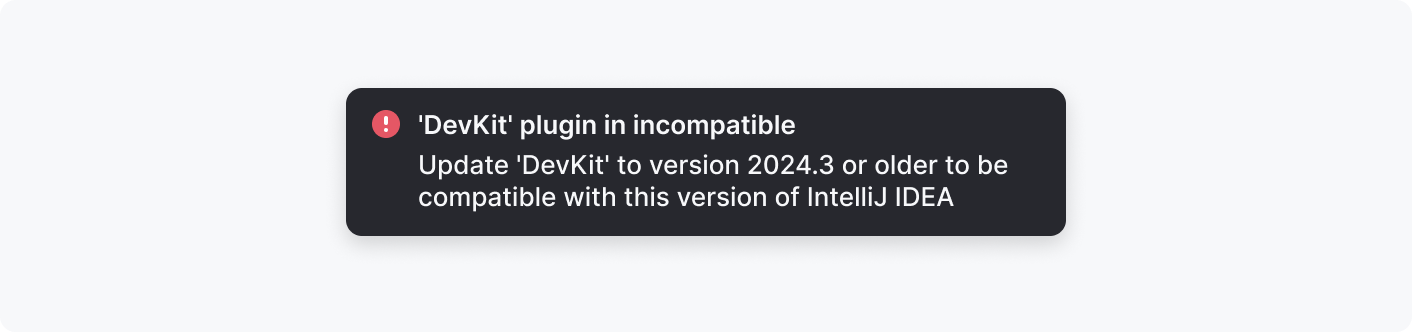 'DevKit' plugin in incompatible
Update 'DevKit' to version 2024.3 or older to be
compatible with this version of IntelliJ IDEA